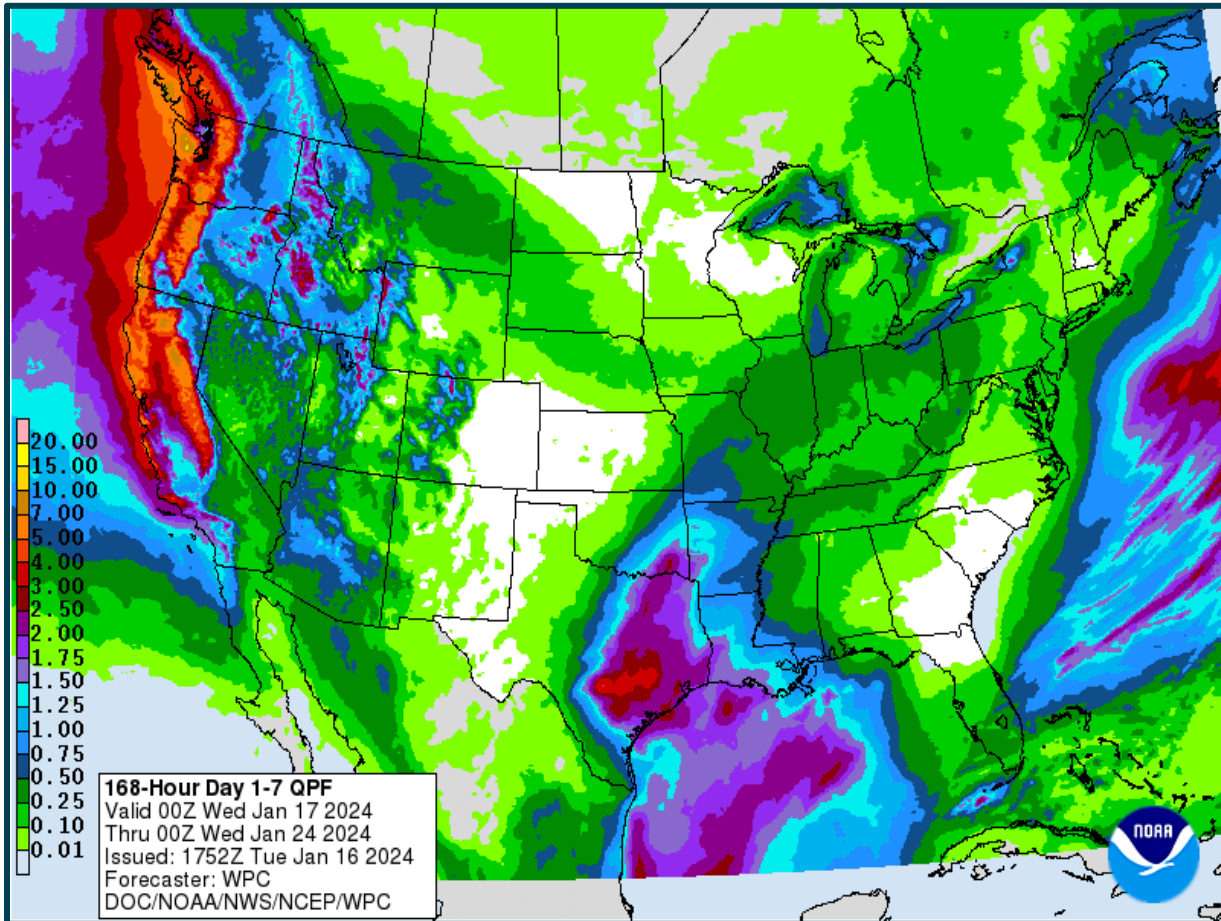 20.00
15.00
10.00
7.00
5.00
4.00
3.00
2.50
2.00
1.75
1.50
1.25
1.00
0.75
0.50
0.25
0.10
0.01
168-Hour Day 1-7 QPF
Valid 00Z Wed Jan 17 2024
Thru 00Z Wed Jan 24 2024
Issued: 1752Z Tue Jan 16 2024
Forecaster: WPC
DOC/NOAA/NWS/NCEP/WPC
NOAA